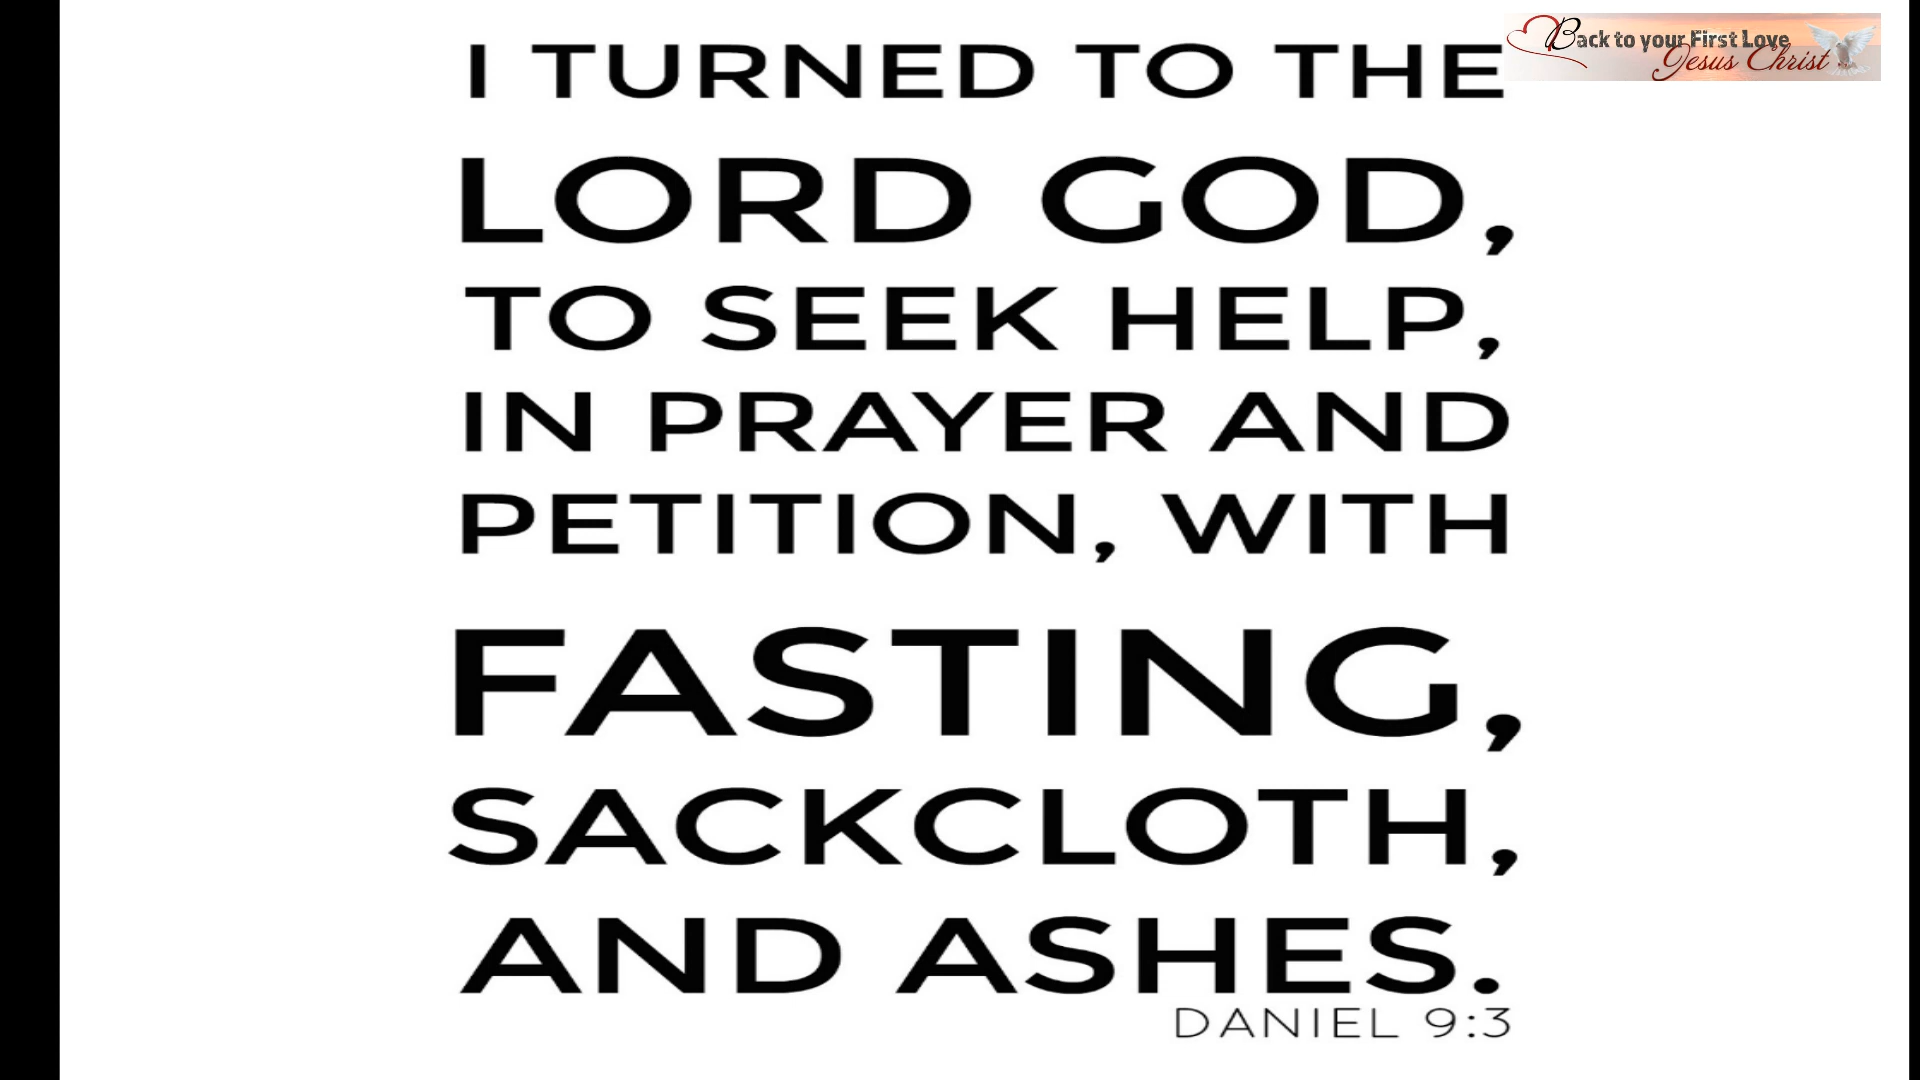 I TURNED TO THE
LORD GOD,
TO SEEK HELP,
IN PRAYER AND
PETITION, WITH
FASTING,
SACKCLOTH,
AND ASHES.
DANIEL 9:3
Back to your First Love
Jesus Christ